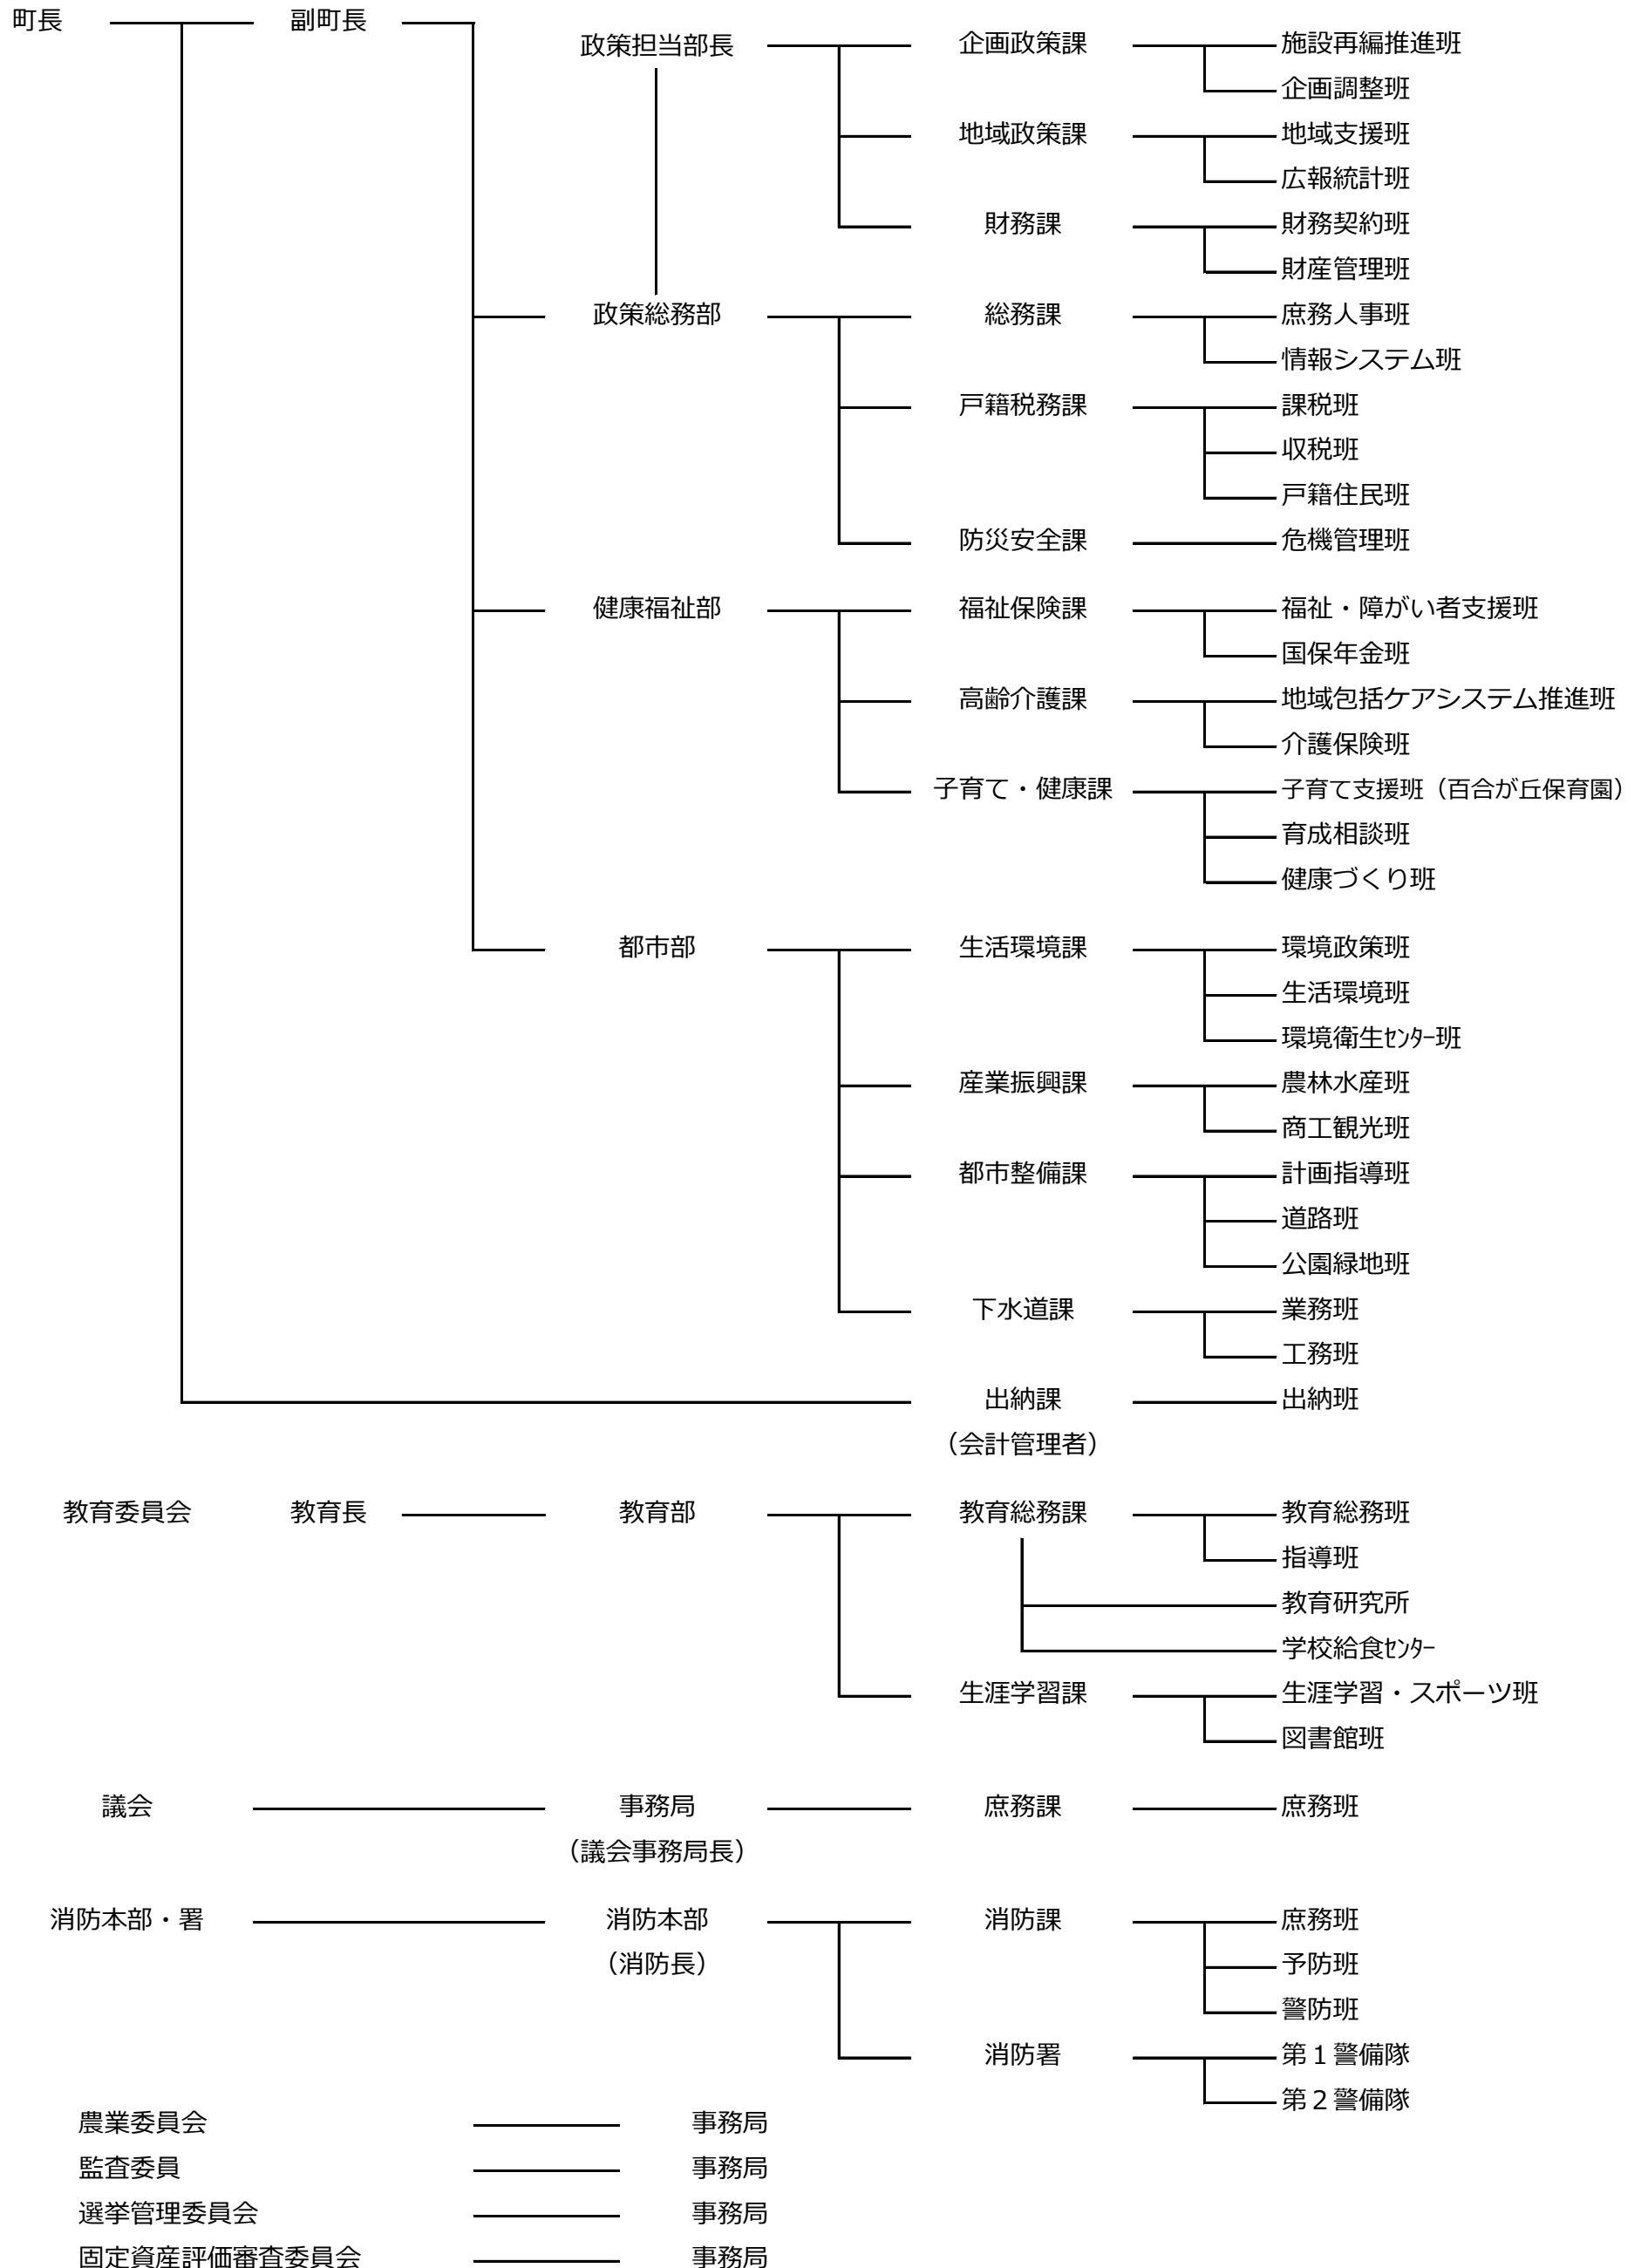 町長 副町長
政策担当部長 企画政策課 施設再編推進班
企画調整班
地域政策課 地域支援班
広報統計班
財務課 財務契約班
財産管理班
政策総務部 総務課 庶務人事班
情報システム班
戸籍税務課 課税班
収税班
戸籍住民班
防災安全課 危機管理班
健康福祉部 福祉保険課 福祉・障がい者支援班
国保年金班
高齢介護課 地域包括ケアシステム推進班
介護保険班
子育て・健康課 子育て支援班（百合が丘保育園）
育成相談班
健康づくり班
都市部 生活環境課 環境政策班
生活環境班
環境衛生ｾﾝﾀｰ班
産業振興課 農林水産班
商工観光班
都市整備課 計画指導班
道路班
公園緑地班
下水道課 業務班
工務班
出納課 出納班
（会計管理者）
教育委員会 教育長 教育部 教育総務課 教育総務班
指導班
教育研究所
学校給食ｾﾝﾀｰ
生涯学習課 生涯学習・スポーツ班
図書館班
議会 事務局 庶務課 庶務班
（議会事務局長）
消防本部・署 消防本部 消防課 庶務班
（消防長） 予防班
警防班
消防署 第１警備隊
第２警備隊
農業委員会 事務局
監査委員 事務局
選挙管理委員会 事務局
固定資産評価審査委員会 事務局